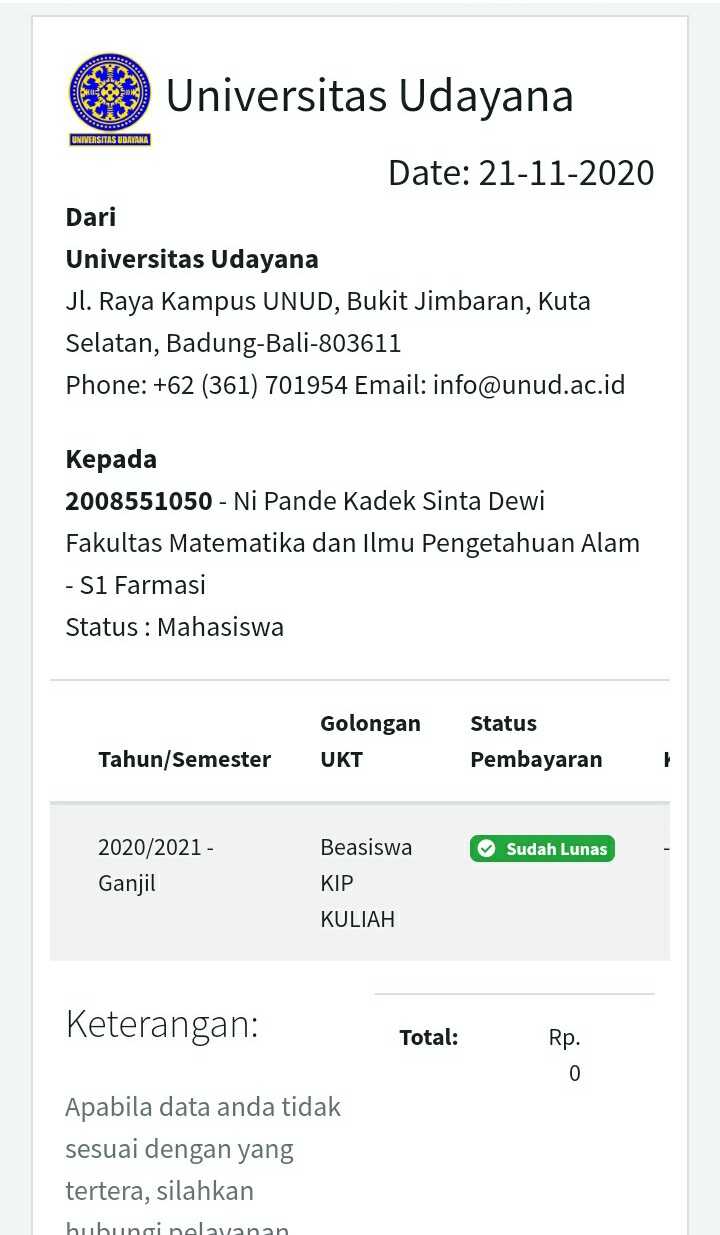 UNIVERSITAS UDAYANA
Universitas Udayana
Date: 21-11-2020
Dari
Universitas Udayana
Jl. Raya Kampus UNUD, Bukit Jimbaran, Kuta
Selatan, Badung-Bali-803611
Phone: +62 (361) 701954 Email: info@unud.ac.id
Kepada
2008551050 - Ni Pande Kadek Sinta Dewi
Fakultas Matematika dan Ilmu Pengetahuan Alam
- S1 Farmasi
Status : Mahasiswa
Tahun/Semester
Golongan
UKT
Status
Pembayaran
2020/2021 -
Ganjil
Beasiswa
KIP
KULIAH
Sudah Lunas
-
Keterangan:
Total:
Rp.
0
Apabila data anda tidak
sesuai dengan yang
tertera, silahkan
hubungi pelayanan